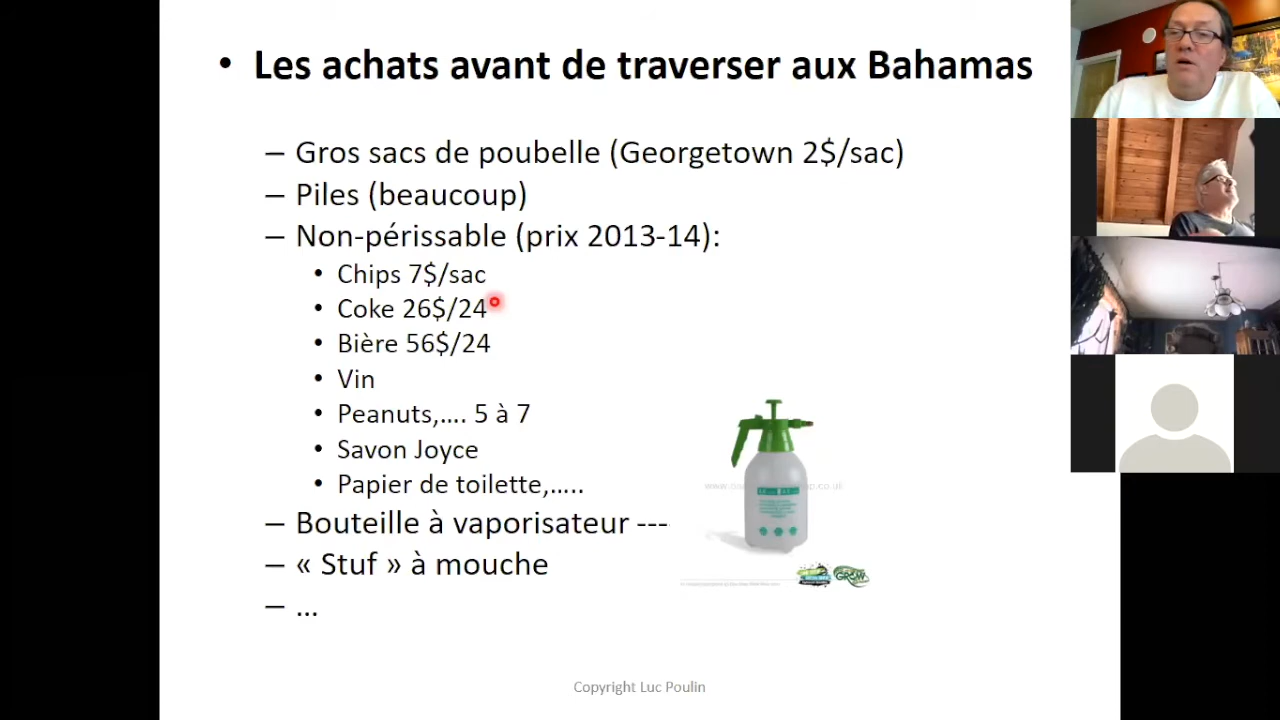 • Les achats avant de traverser aux Bahamas
– Gros sacs de poubelle (Georgetown 2$/sac)
– Piles (beaucoup)
– Non-périssable (prix 2013-14):
• Chips 7$/sac
• Coke 26$/24
• Bière 56$/24
• Vin
• Peanuts,…. 5 à 7
• Savon Joyce
• Papier de toilette,…..
– Bouteille à vaporisateur ---
– « Stuf » à mouche
– …
Copyright Luc Poulin